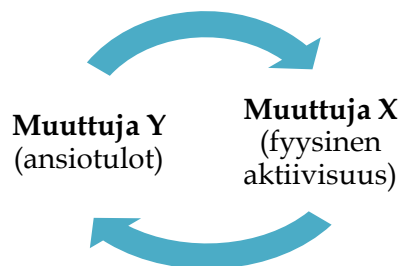 Muuttuja Y
(ansiotulot)
Muuttuja X
(fyysinen
aktiivisuus)